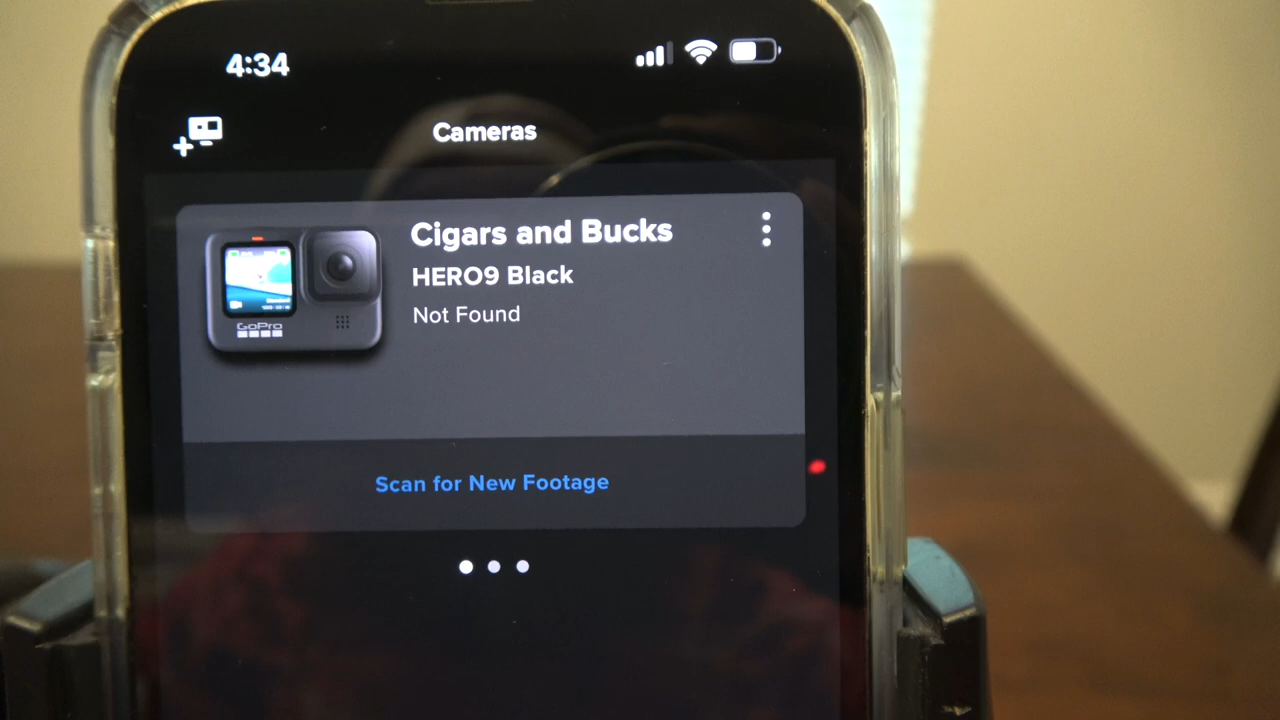 4:34
Cameras
Cigars and Bucks
HERO9 Black
Not Found
GoPro
Scan for New Footage